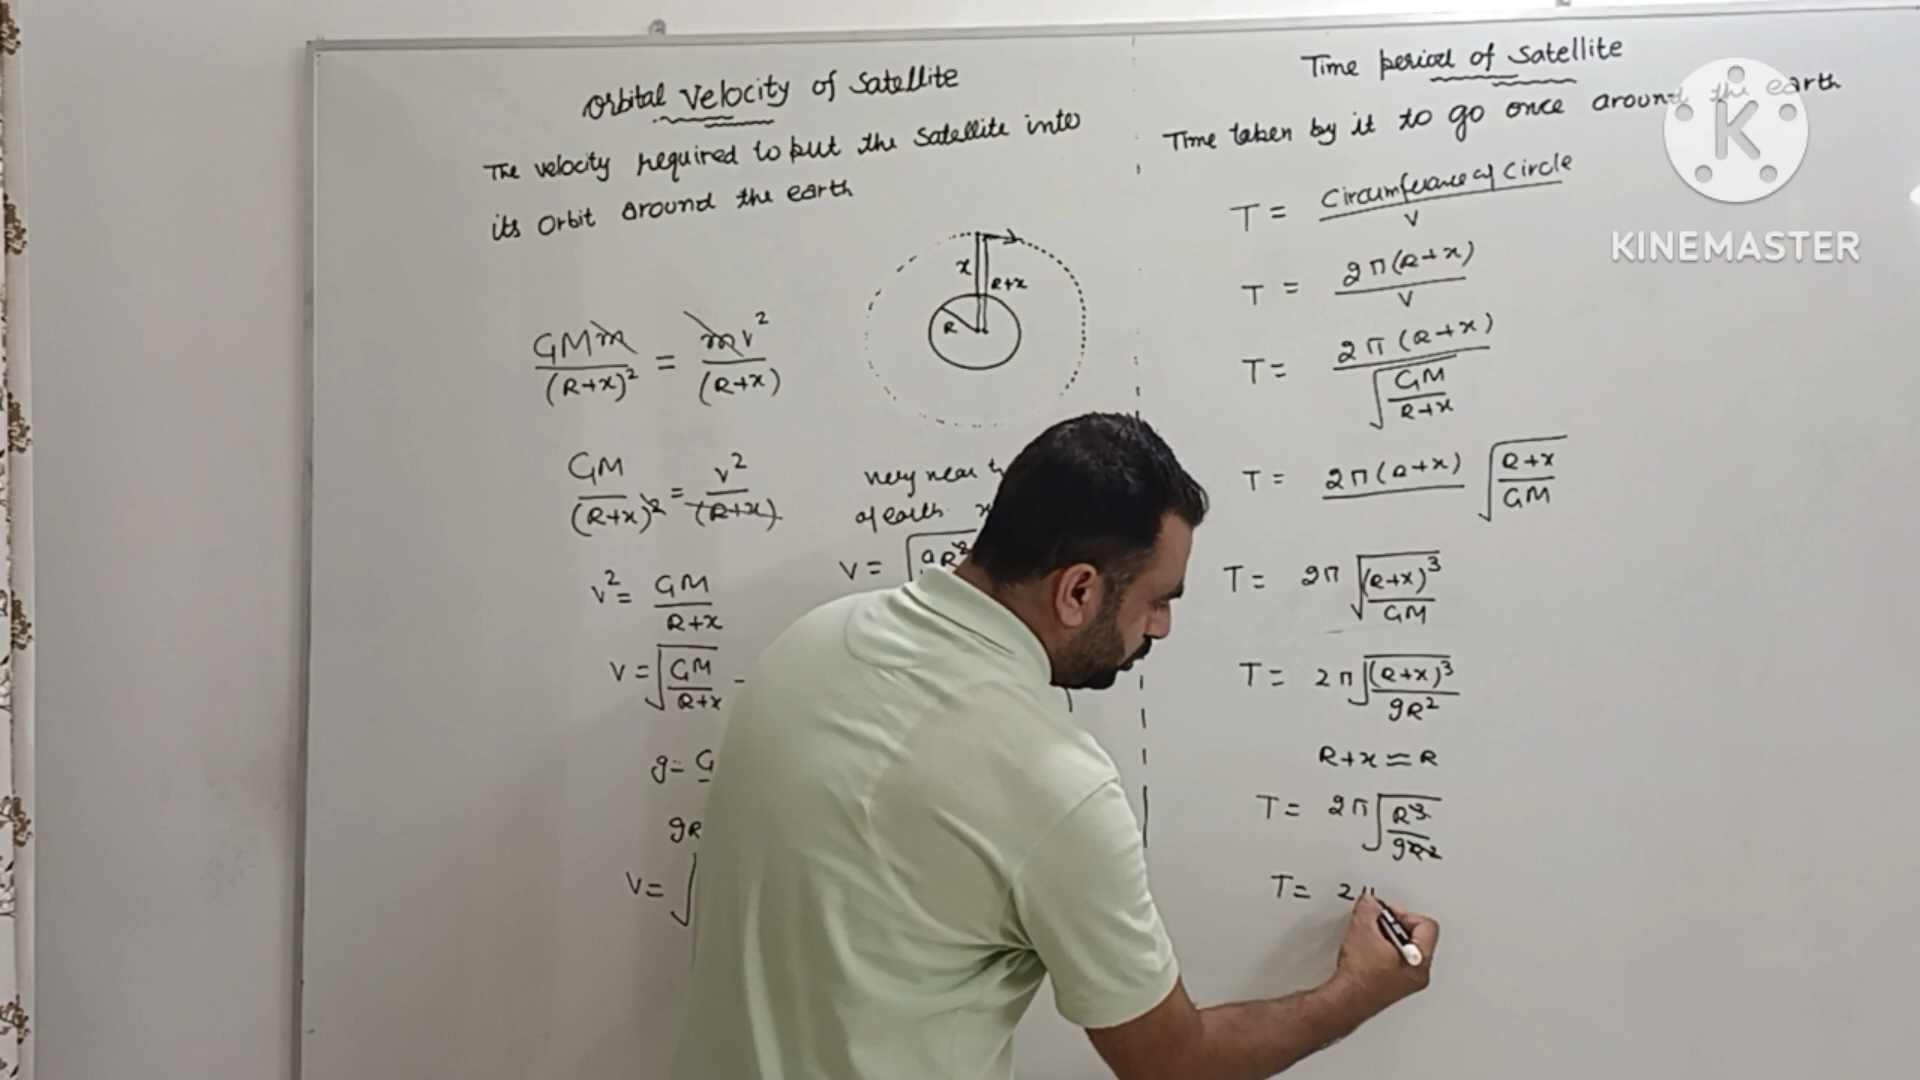 Orbital Velocity of Satellite
The velocity required to put the Satellite into
its Orbit around the earth
x
R+x
R
GMm/(R+x)² = mv²/(R+x)
GM/(R+x)² = v²/(R+x)
v² = GM/R+x
V = √(GM/R+x) -
g = G
gR
V = √
very near t
of earth x
V = √gR²
Time period of Satellite
Time taken by it to go once around the earth
T = Circumferance of Circle/V
T = 2π(R+x)/V
T = 2π(R+x)/√(GM/R+x)
T = 2π(R+x) √(R+x/GM)
T = 2π √((R+x)³/GM)
T = 2π √((R+x)³/gR²)
R+x ≈ R
T = 2π √(R³/gR²)
T = 2π
K
KINEMASTER